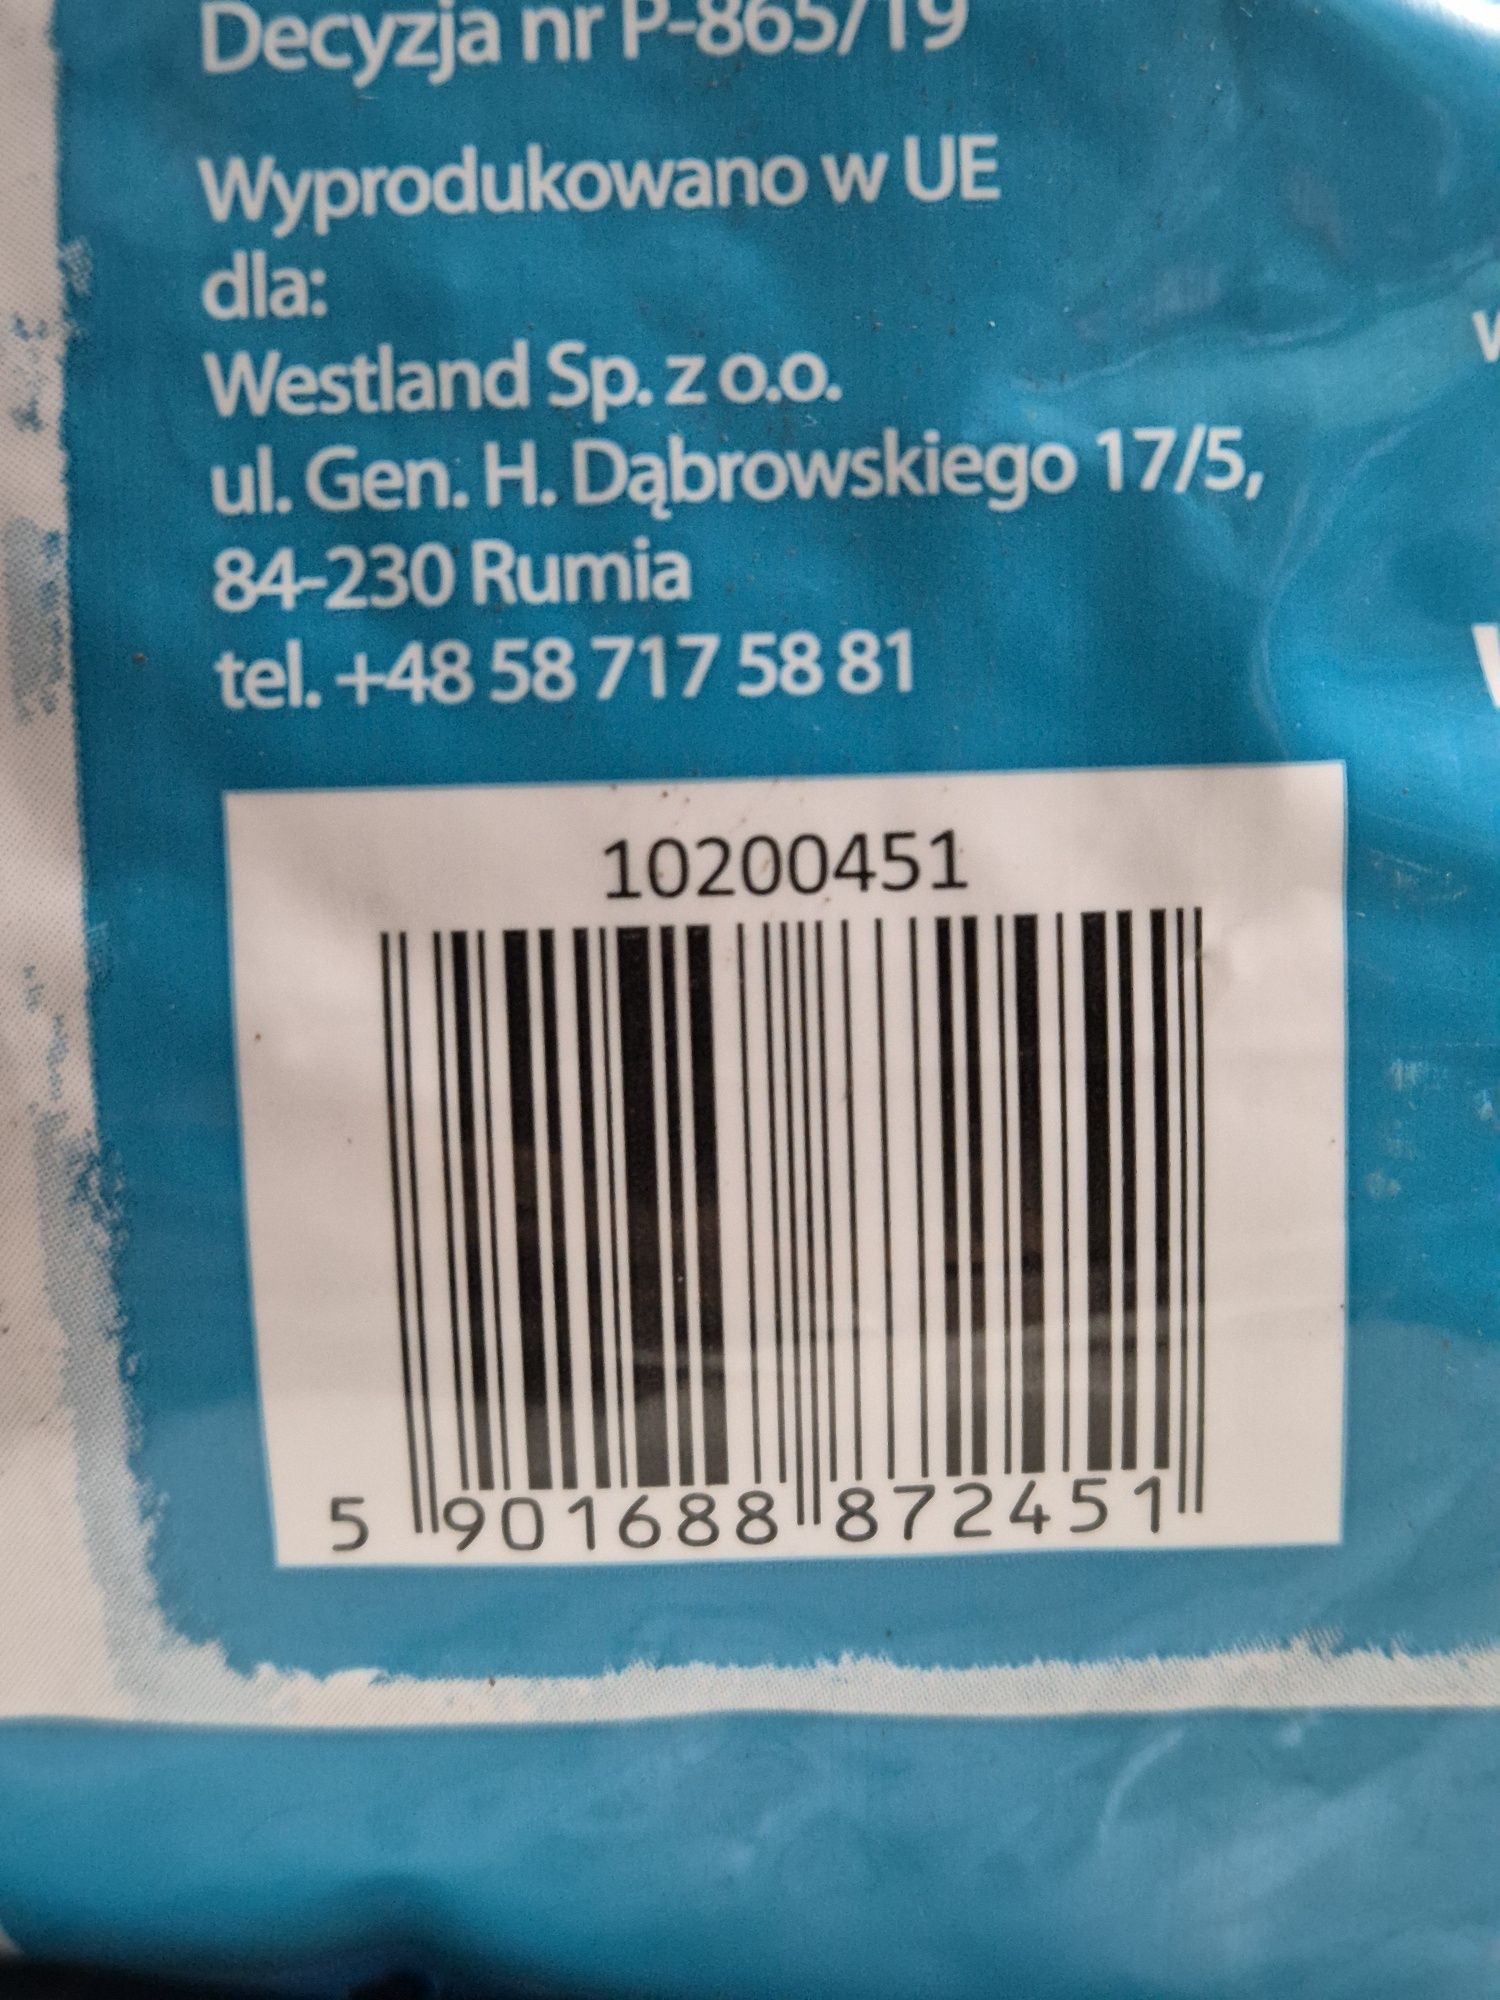 Decyzja nr P-865/19
Wyprodukowano w UE
dla:
Westland Sp. z o.o.
ul. Gen. H. Dąbrowskiego 17/5,
84-230 Rumia
tel. +48 58 717 58 81
10200451
5 901688 872451